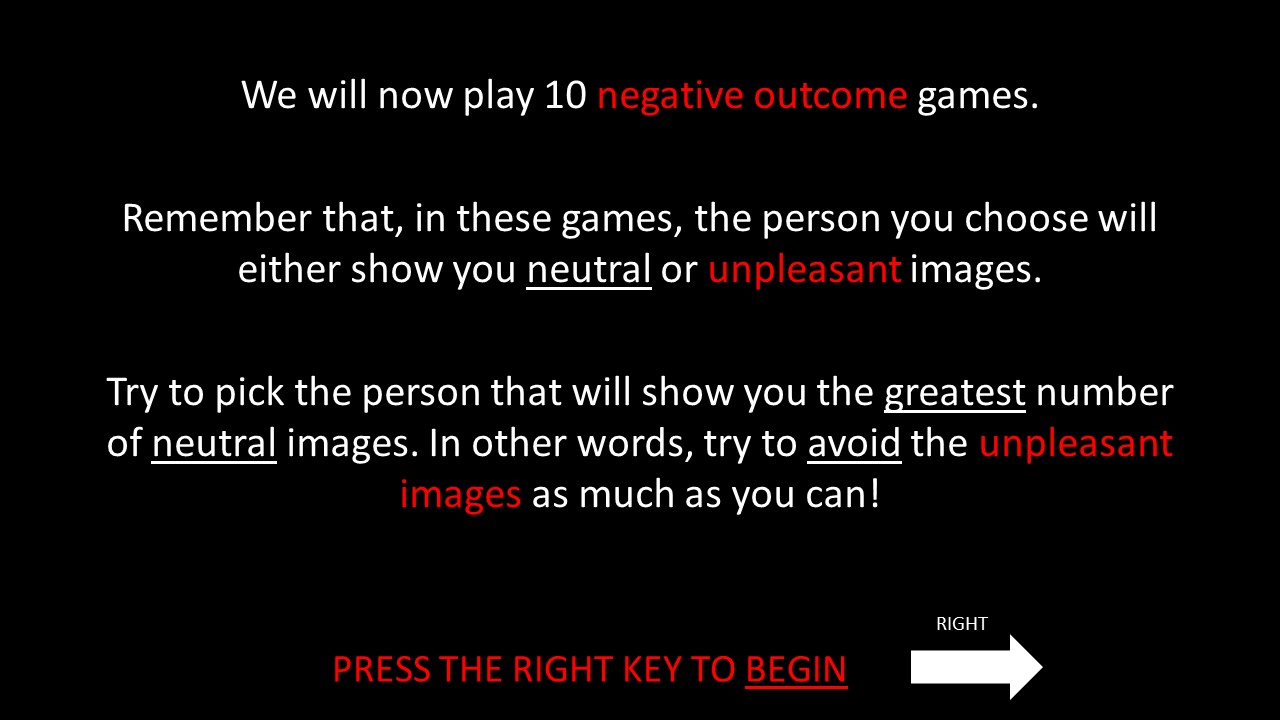 We will now play 10 negative outcome games.
Remember that, in these games, the person you choose will
either show you neutral or unpleasant images.
Try to pick the person that will show you the greatest number
of neutral images. In other words, try to avoid the unpleasant
images as much as you can!
RIGHT
PRESS THE RIGHT KEY TO BEGIN